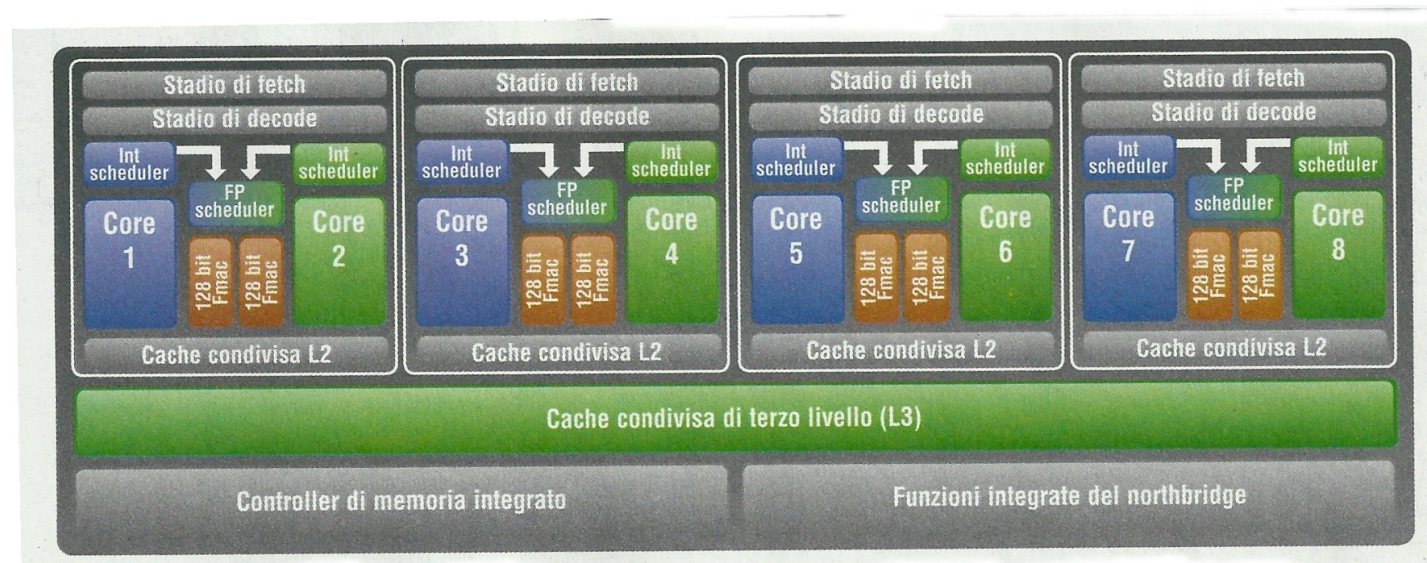 Stadio di fetch
Stadio di decode
Int
scheduler
Int
scheduler
FP
scheduler
Core
1
128 bit
Fmac
128 bit
Fmac
Core
2
Cache condivisa L2
Stadio di fetch
Stadio di decode
Int
scheduler
Int
scheduler
FP
scheduler
Core
3
128 bit
Fmac
128 bit
Fmac
Core
4
Cache condivisa L2
Stadio di fetch
Stadio di decode
Int
scheduler
Int
scheduler
FP
scheduler
Core
5
128 bit
Fmac
128 bit
Fmac
Core
6
Cache condivisa L2
Stadio di fetch
Stadio di decode
Int
scheduler
Int
scheduler
FP
scheduler
Core
7
128 bit
Fmac
128 bit
Fmac
Core
8
Cache condivisa L2
Cache condivisa di terzo livello (L3)
Controller di memoria integrato
Funzioni integrate del northbridge